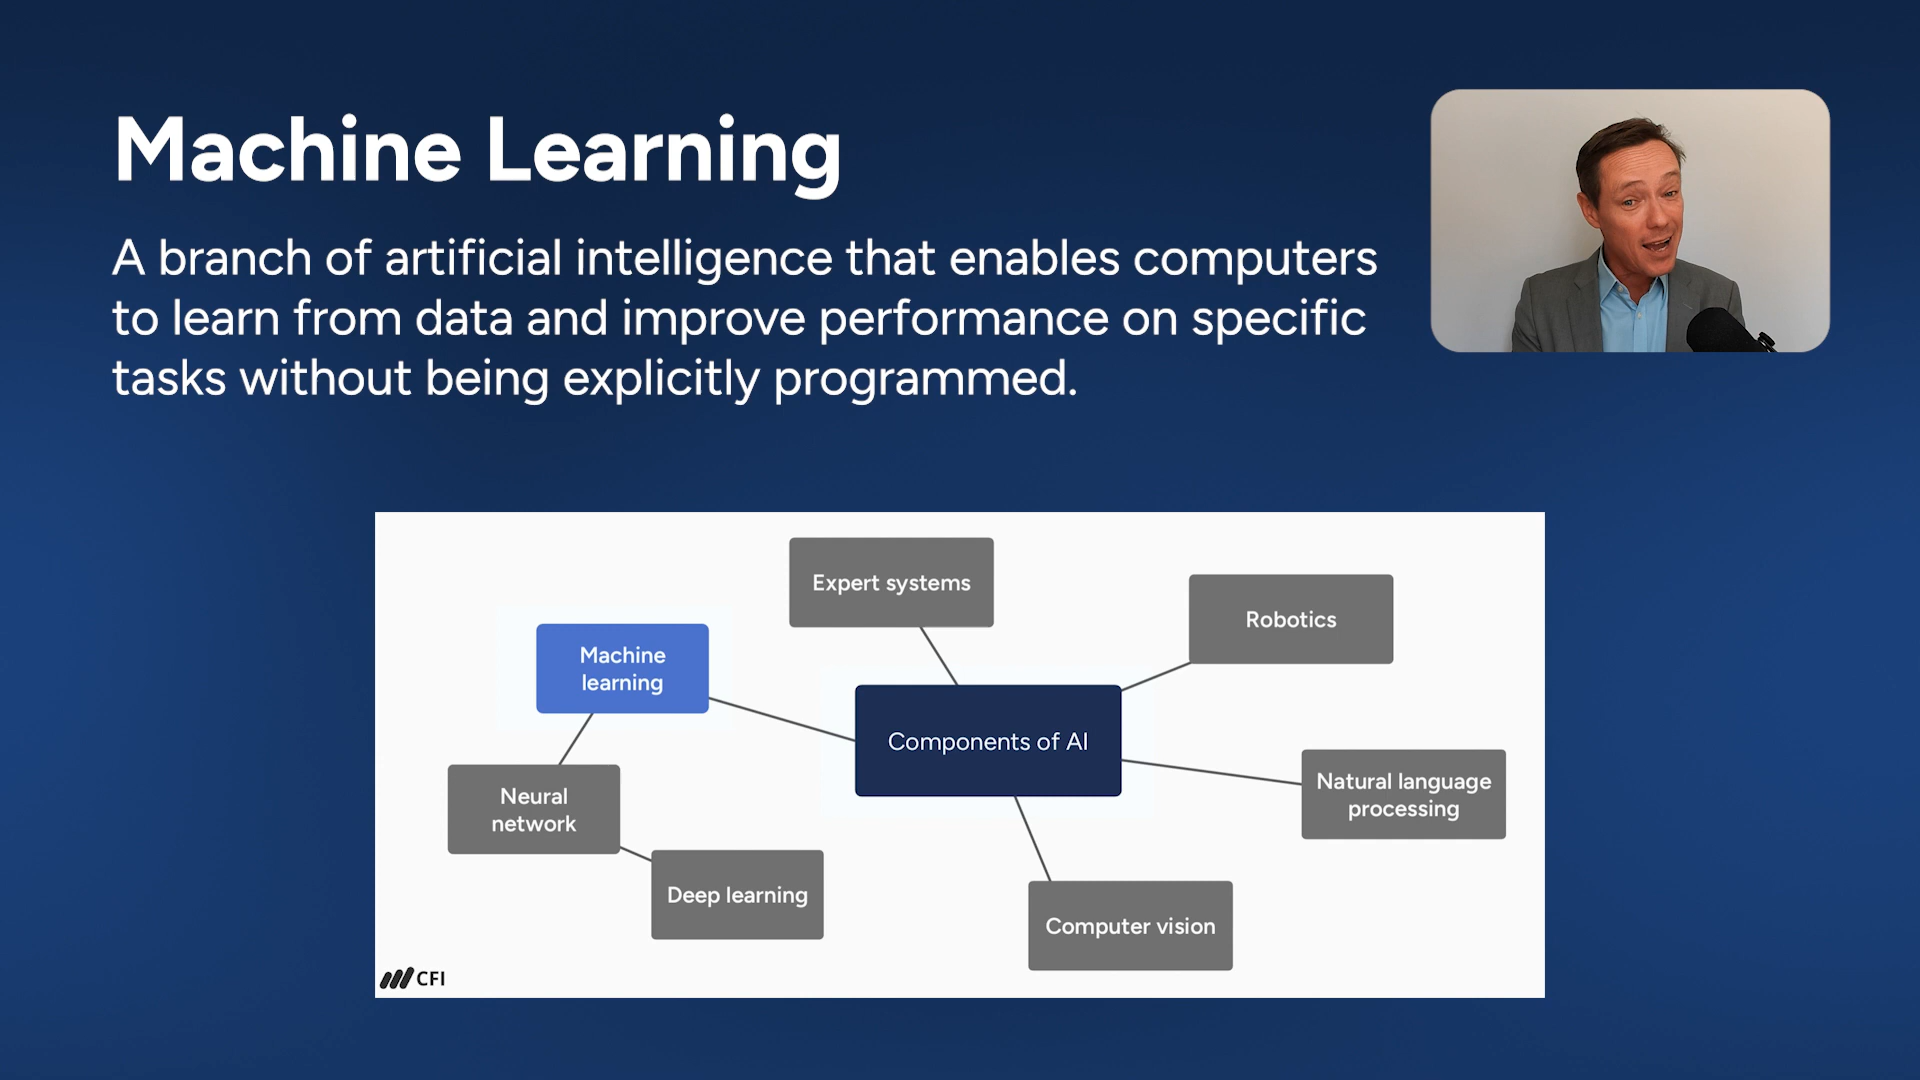 Machine Learning
A branch of artificial intelligence that enables computers
to learn from data and improve performance on specific
tasks without being explicitly programmed.
Expert systems
Robotics
Machine
learning
Components of AI
Natural language
processing
Neural
network
Deep learning
Computer vision
CFI